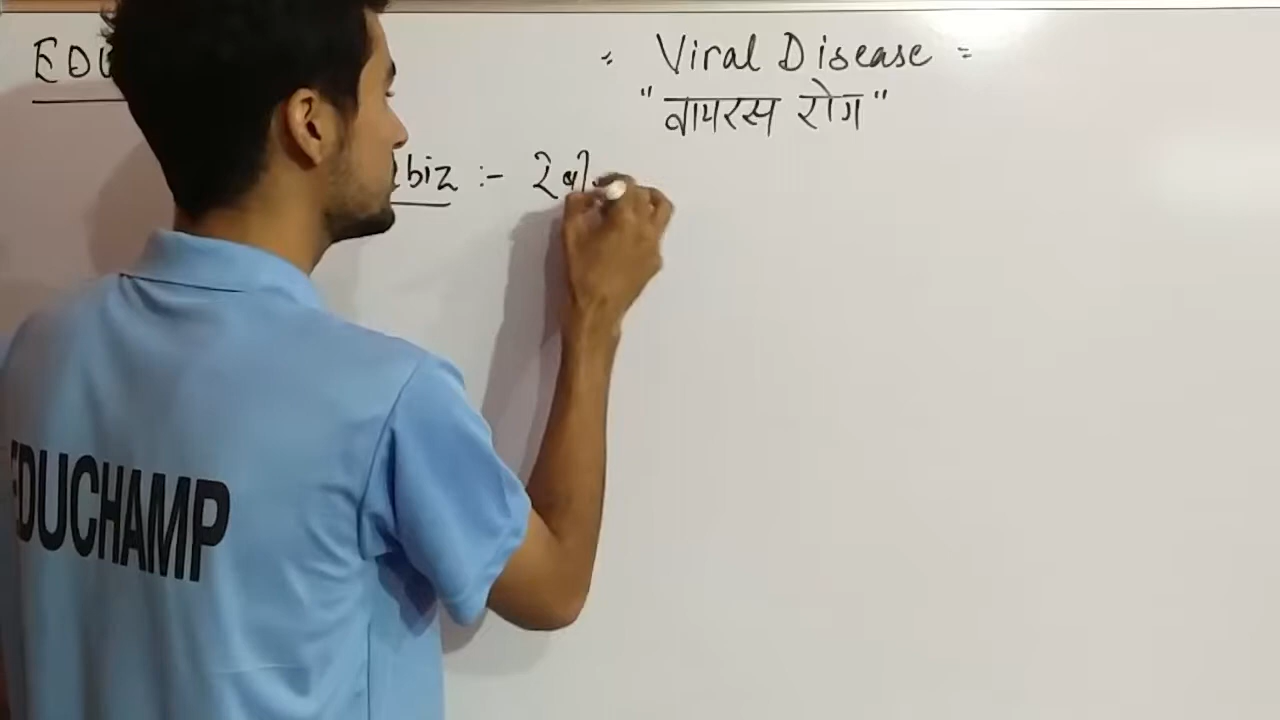 EDU
= Viral Disease =
"वायरस रोग"
biz :- रेबी
EDUCHAMP